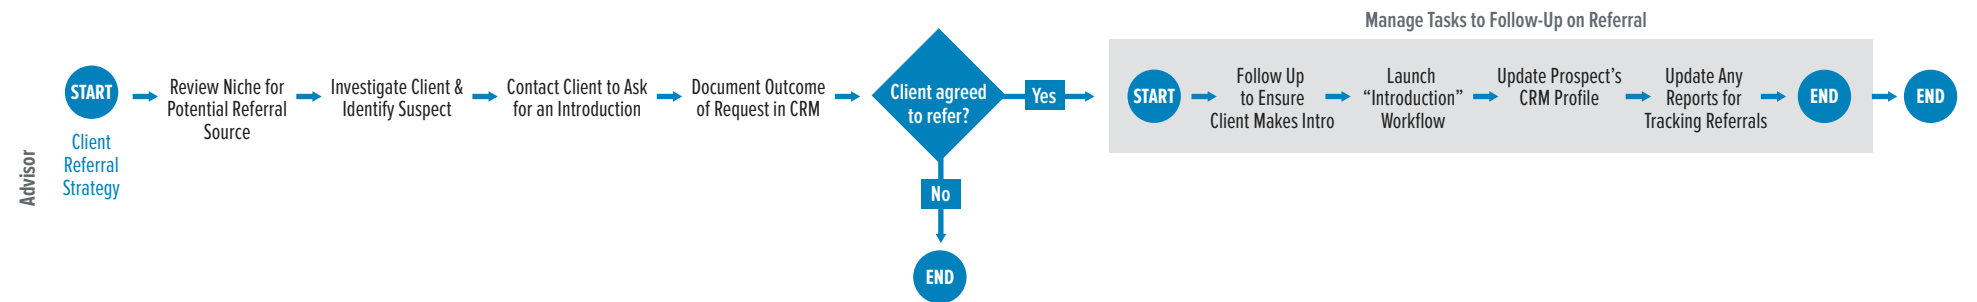 Manage Tasks to Follow-Up on Referral
Advisor
START
Client
Referral
Strategy
Review Niche for
Potential Referral
Source
Investigate Client &
Identify Suspect
Contact Client to Ask
for an Introduction
Document Outcome
of Request in CRM
Client agreed
to refer?
No
END
Yes
START
Follow Up
to Ensure
Client Makes Intro
Launch
“Introduction”
Workflow
Update Prospect’s
CRM Profile
Update Any
Reports for
Tracking Referrals
END
END